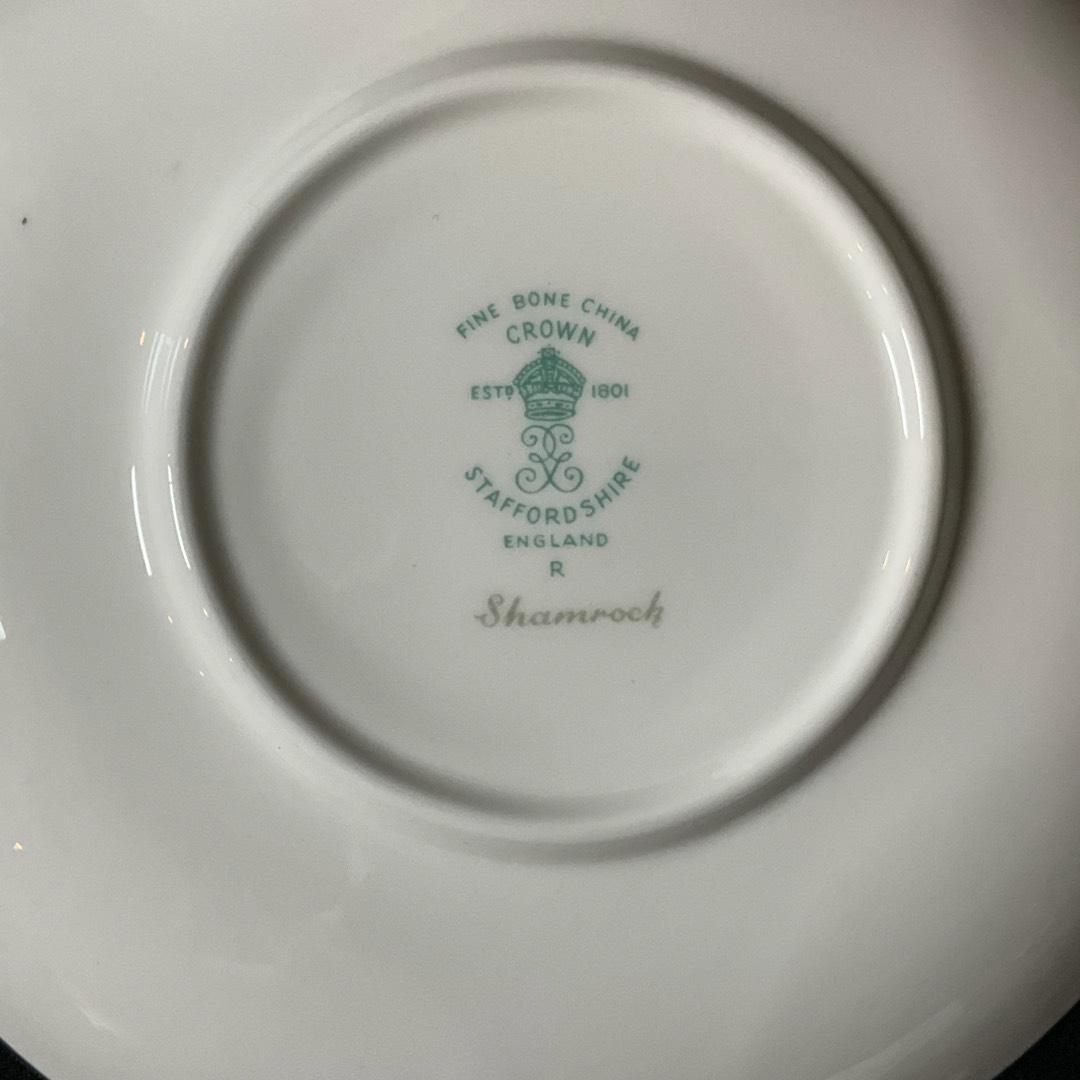 FINE BONE CHINA
CROWN
ESTD 1801
STAFFORDSHIRE
ENGLAND
R
Shamrock